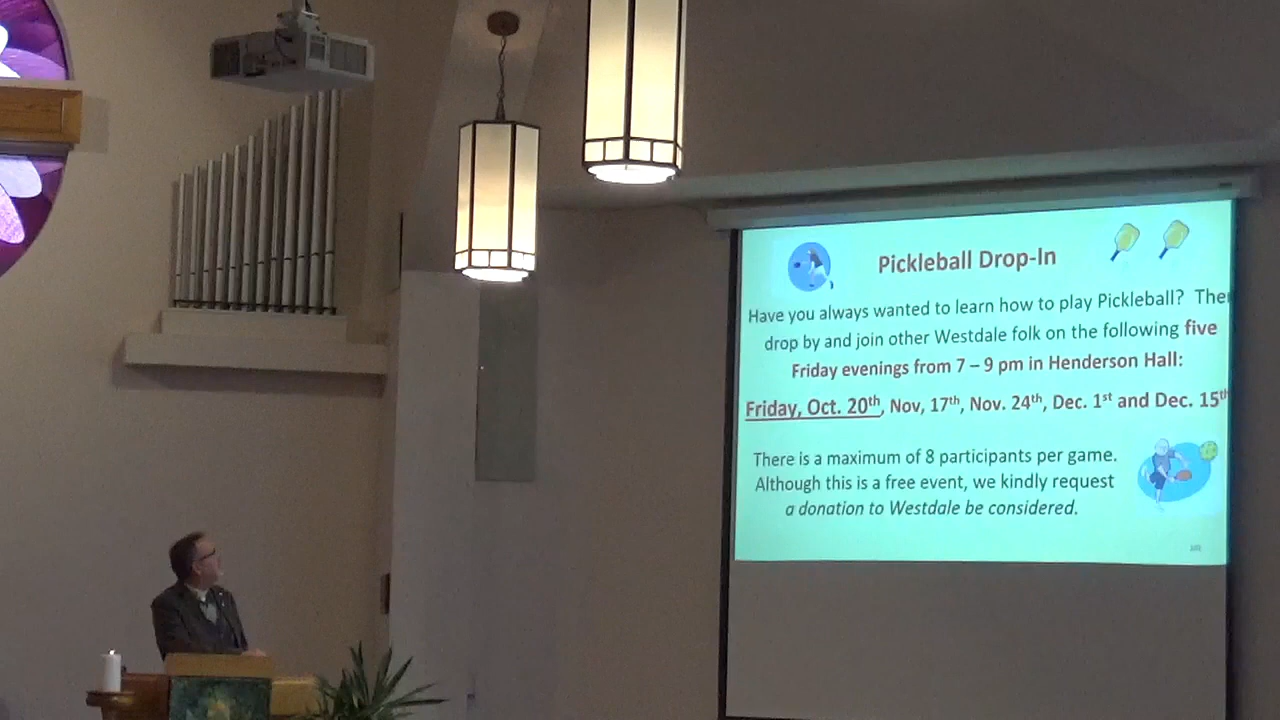 Pickleball Drop-In
Have you always wanted to learn how to play Pickleball? The
drop by and join other Westdale folk on the following five
Friday evenings from 7 – 9 pm in Henderson Hall:
Friday, Oct. 20th, Nov, 17th, Nov. 24th, Dec. 1st and Dec. 15th
There is a maximum of 8 participants per game.
Although this is a free event, we kindly request
a donation to Westdale be considered.